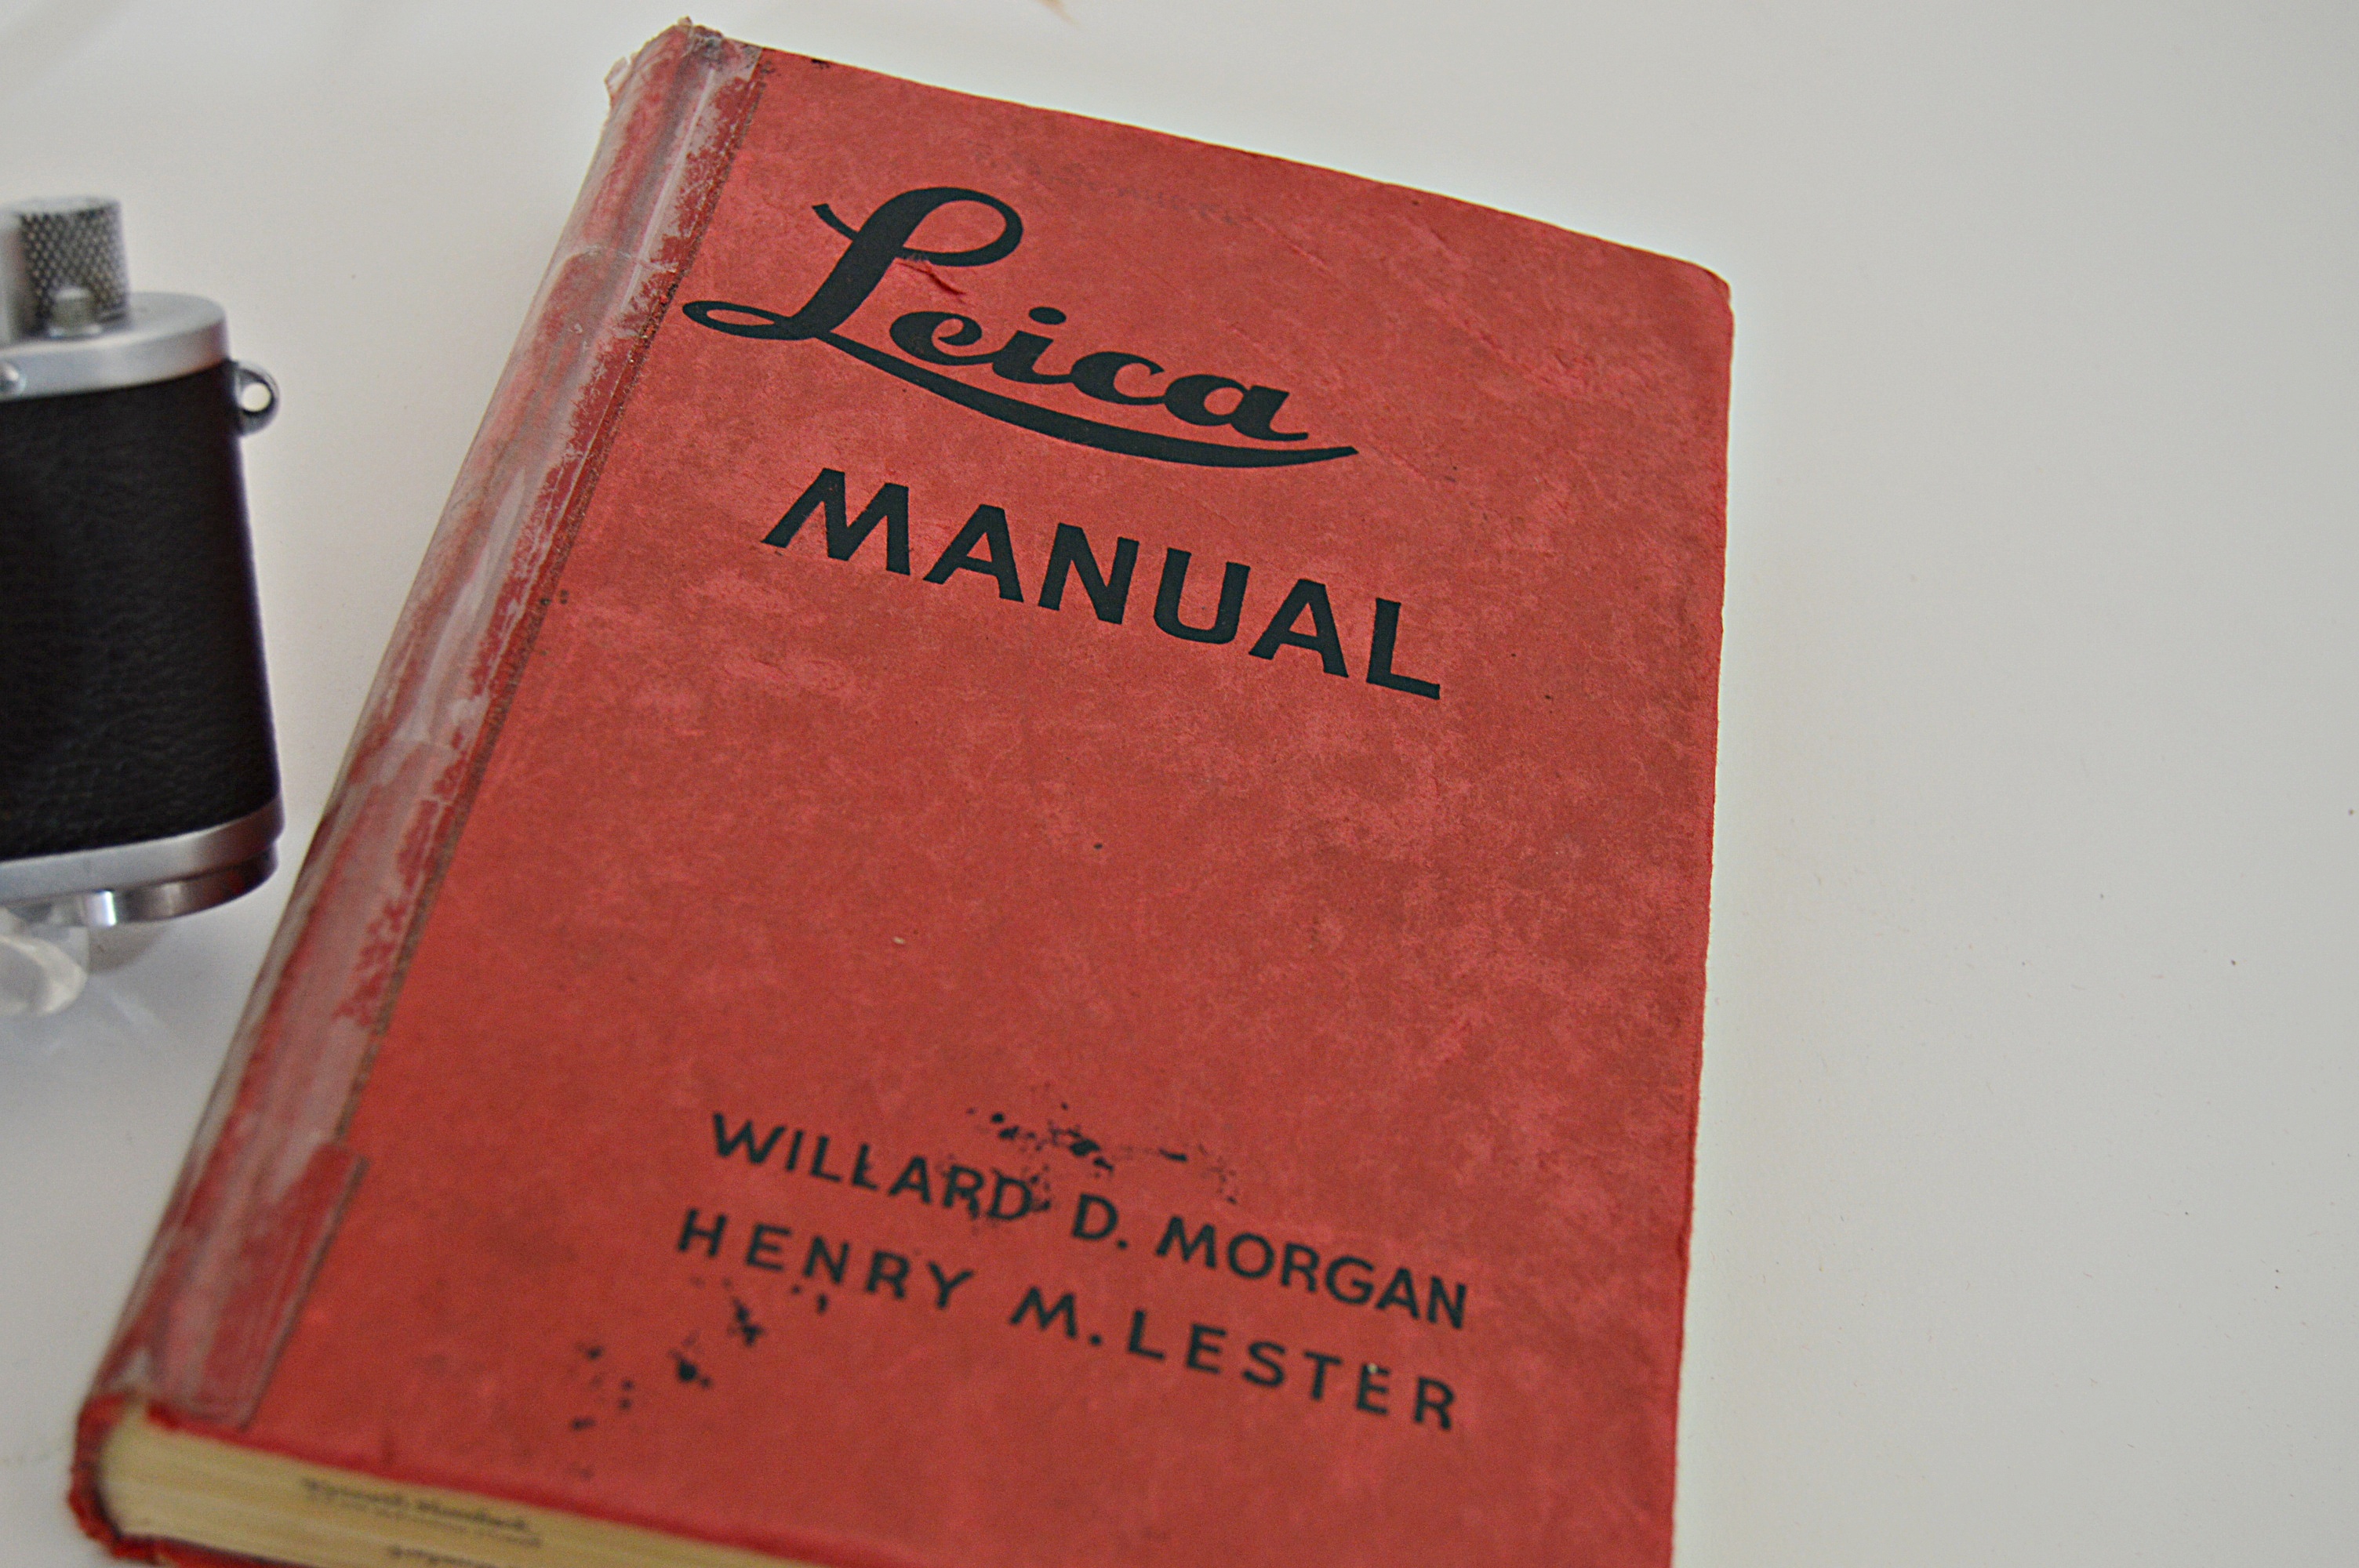 Leica
MANUAL
WILLARD D. MORGAN
HENRY M. LESTER